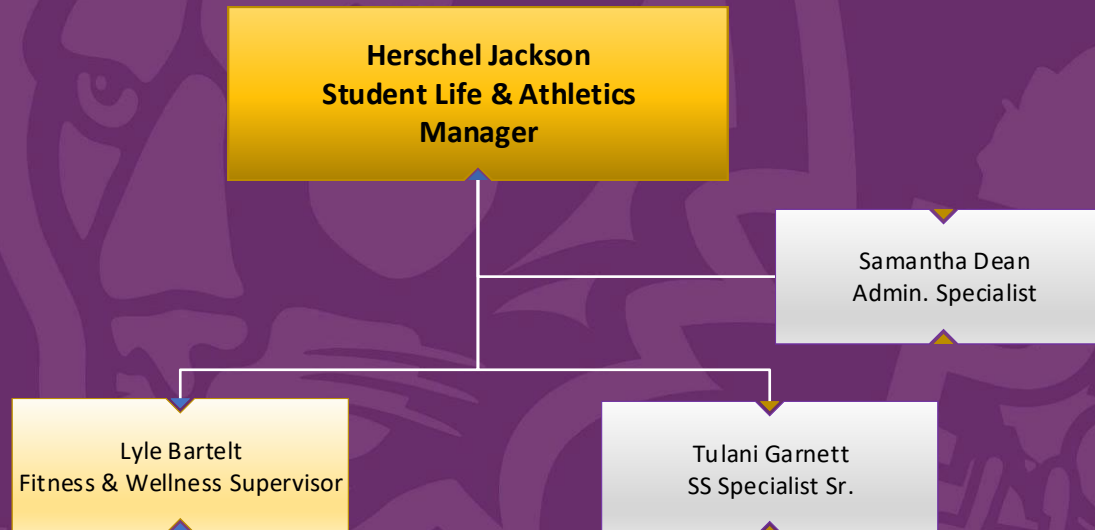 Herschel Jackson
Student Life & Athletics
Manager
Samantha Dean
Admin. Specialist
Lyle Bartelt
Fitness & Wellness Supervisor
Tulani Garnett
SS Specialist Sr.